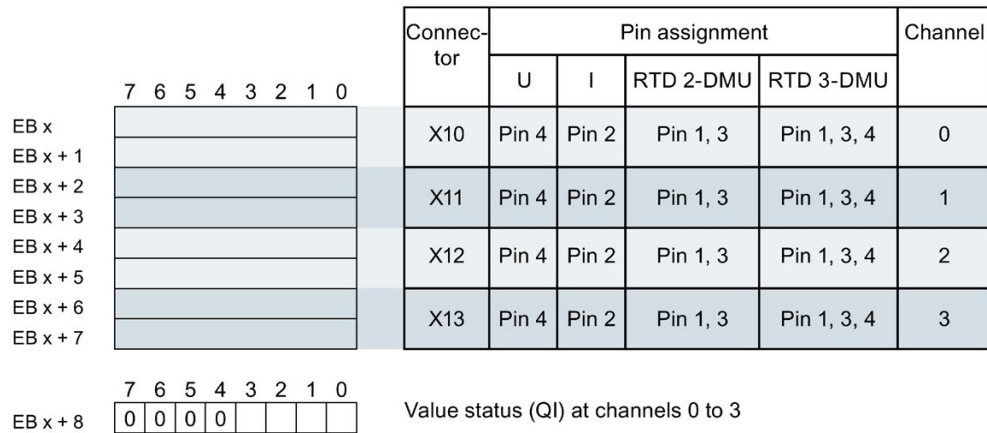 Connec-
tor
Pin assignment
Channel
U I RTD 2-DMU RTD 3-DMU
7 6 5 4 3 2 1 0
EB x
X10 Pin 4 Pin 2 Pin 1, 3 Pin 1, 3, 4 0
EB x + 1
EB x + 2
X11 Pin 4 Pin 2 Pin 1, 3 Pin 1, 3, 4 1
EB x + 3
EB x + 4
X12 Pin 4 Pin 2 Pin 1, 3 Pin 1, 3, 4 2
EB x + 5
EB x + 6
X13 Pin 4 Pin 2 Pin 1, 3 Pin 1, 3, 4 3
EB x + 7
7 6 5 4 3 2 1 0
EB x + 8 0 0 0 0 Value status (QI) at channels 0 to 3